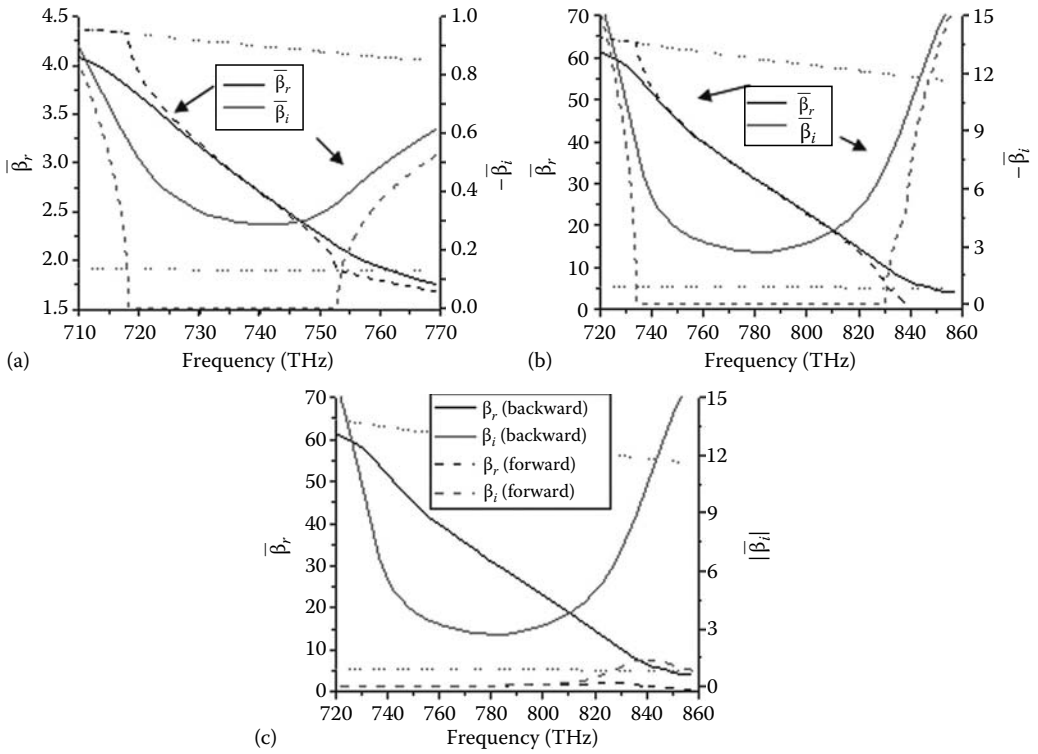 4.5
4.0
3.5
3.0
2.5
2.0
1.5
β̅r
β̅r
β̅i
1.0
0.8
0.6
0.4
0.2
0.0
−β̅i
710 720 730 740 750 760 770
(a) Frequency (THz)
70
60
50
40
30
20
10
0
β̅r
β̅r
β̅i
15
12
9
6
3
0
−β̅i
720 740 760 780 800 820 840 860
(b) Frequency (THz)
70
60
50
40
30
20
10
0
β̅r
βr (backward)
βi (backward)
βr (forward)
βi (forward)
15
12
9
6
3
0
|β̅i|
720 740 760 780 800 820 840 860
(c) Frequency (THz)